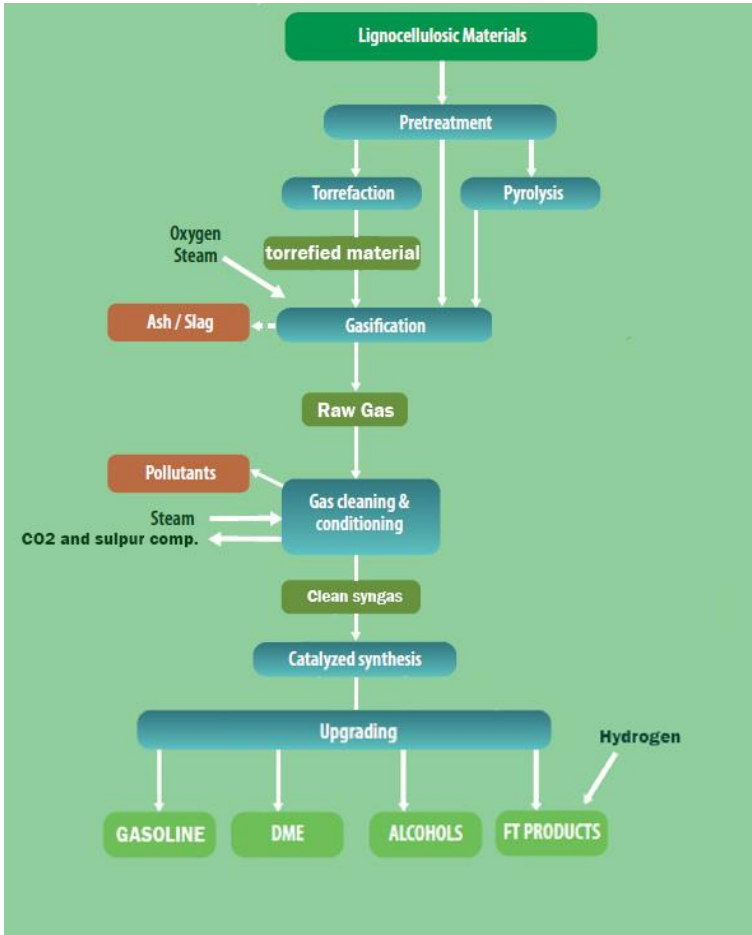 Lignocellulosic Materials
Pretreatment
Torrefaction
Pyrolysis
Oxygen
Steam
torrefied material
Ash / Slag
Gasification
Raw Gas
Pollutants
Gas cleaning &
conditioning
Steam
CO2 and sulpur comp.
Clean syngas
Catalyzed synthesis
Upgrading
Hydrogen
GASOLINE
DME
ALCOHOLS
FT PRODUCTS